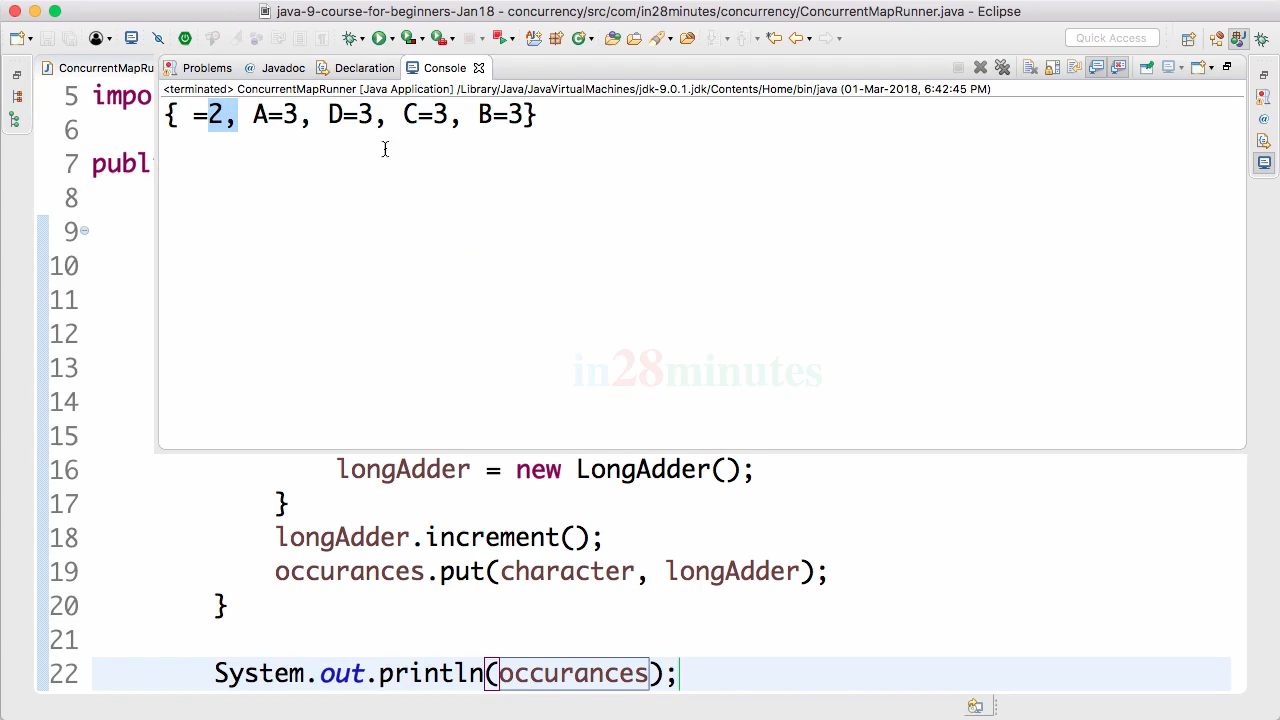 java-9-course-for-beginners-Jan18 - concurrency/src/com/in28minutes/concurrency/ConcurrentMapRunner.java - Eclipse
Quick Access
ConcurrentMapRu Problems @ Javadoc Declaration Console
<terminated> ConcurrentMapRunner [Java Application] /Library/Java/JavaVirtualMachines/jdk-9.0.1.jdk/Contents/Home/bin/java (01-Mar-2018, 6:42:45 PM)
{ =2, A=3, D=3, C=3, B=3}
5 impo
6
7 publ
8
9
10
11
12
13
in28minutes
14
15
16 longAdder = new LongAdder();
17 }
18 longAdder.increment();
19 occurances.put(character, longAdder);
20 }
21
22 System.out.println(occurances);